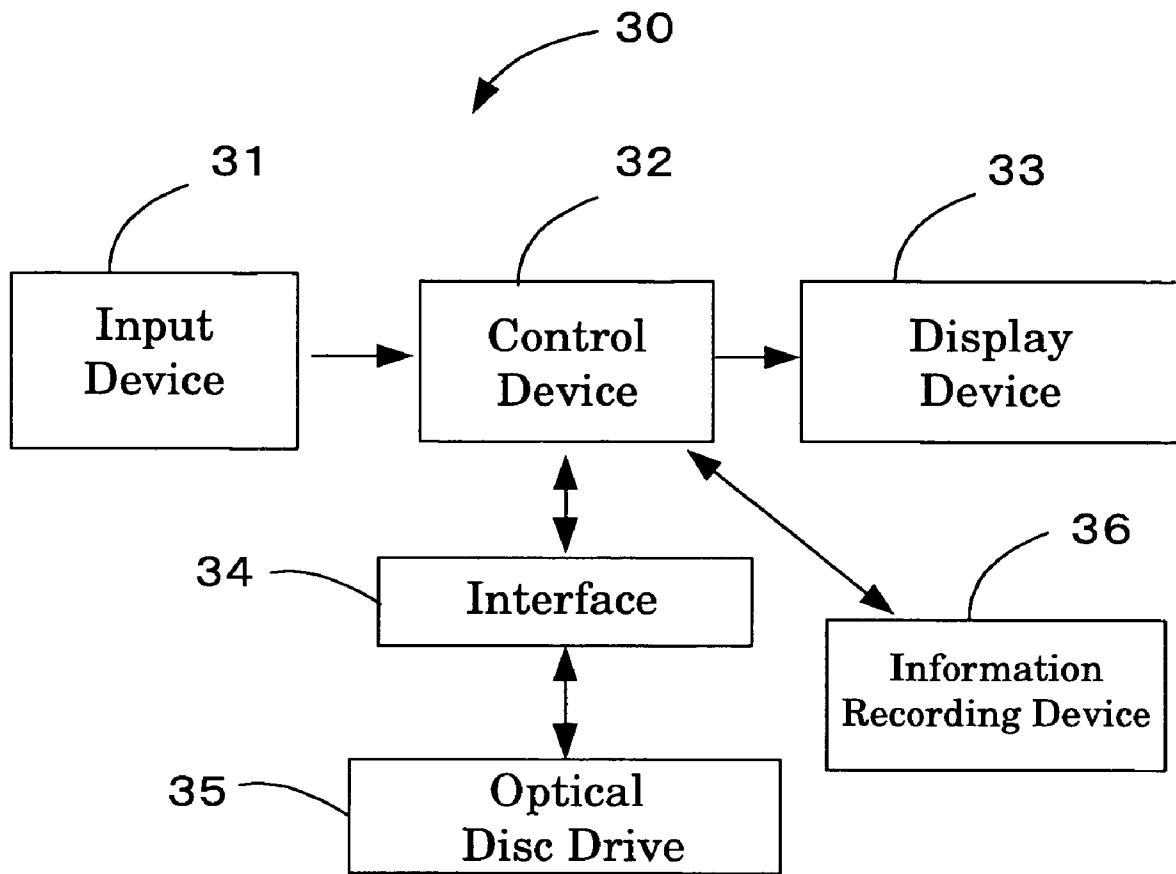 30
31
32
33
Input
Device
Control
Device
Display
Device
34
Interface
36
Information
Recording Device
35
Optical
Disc Drive